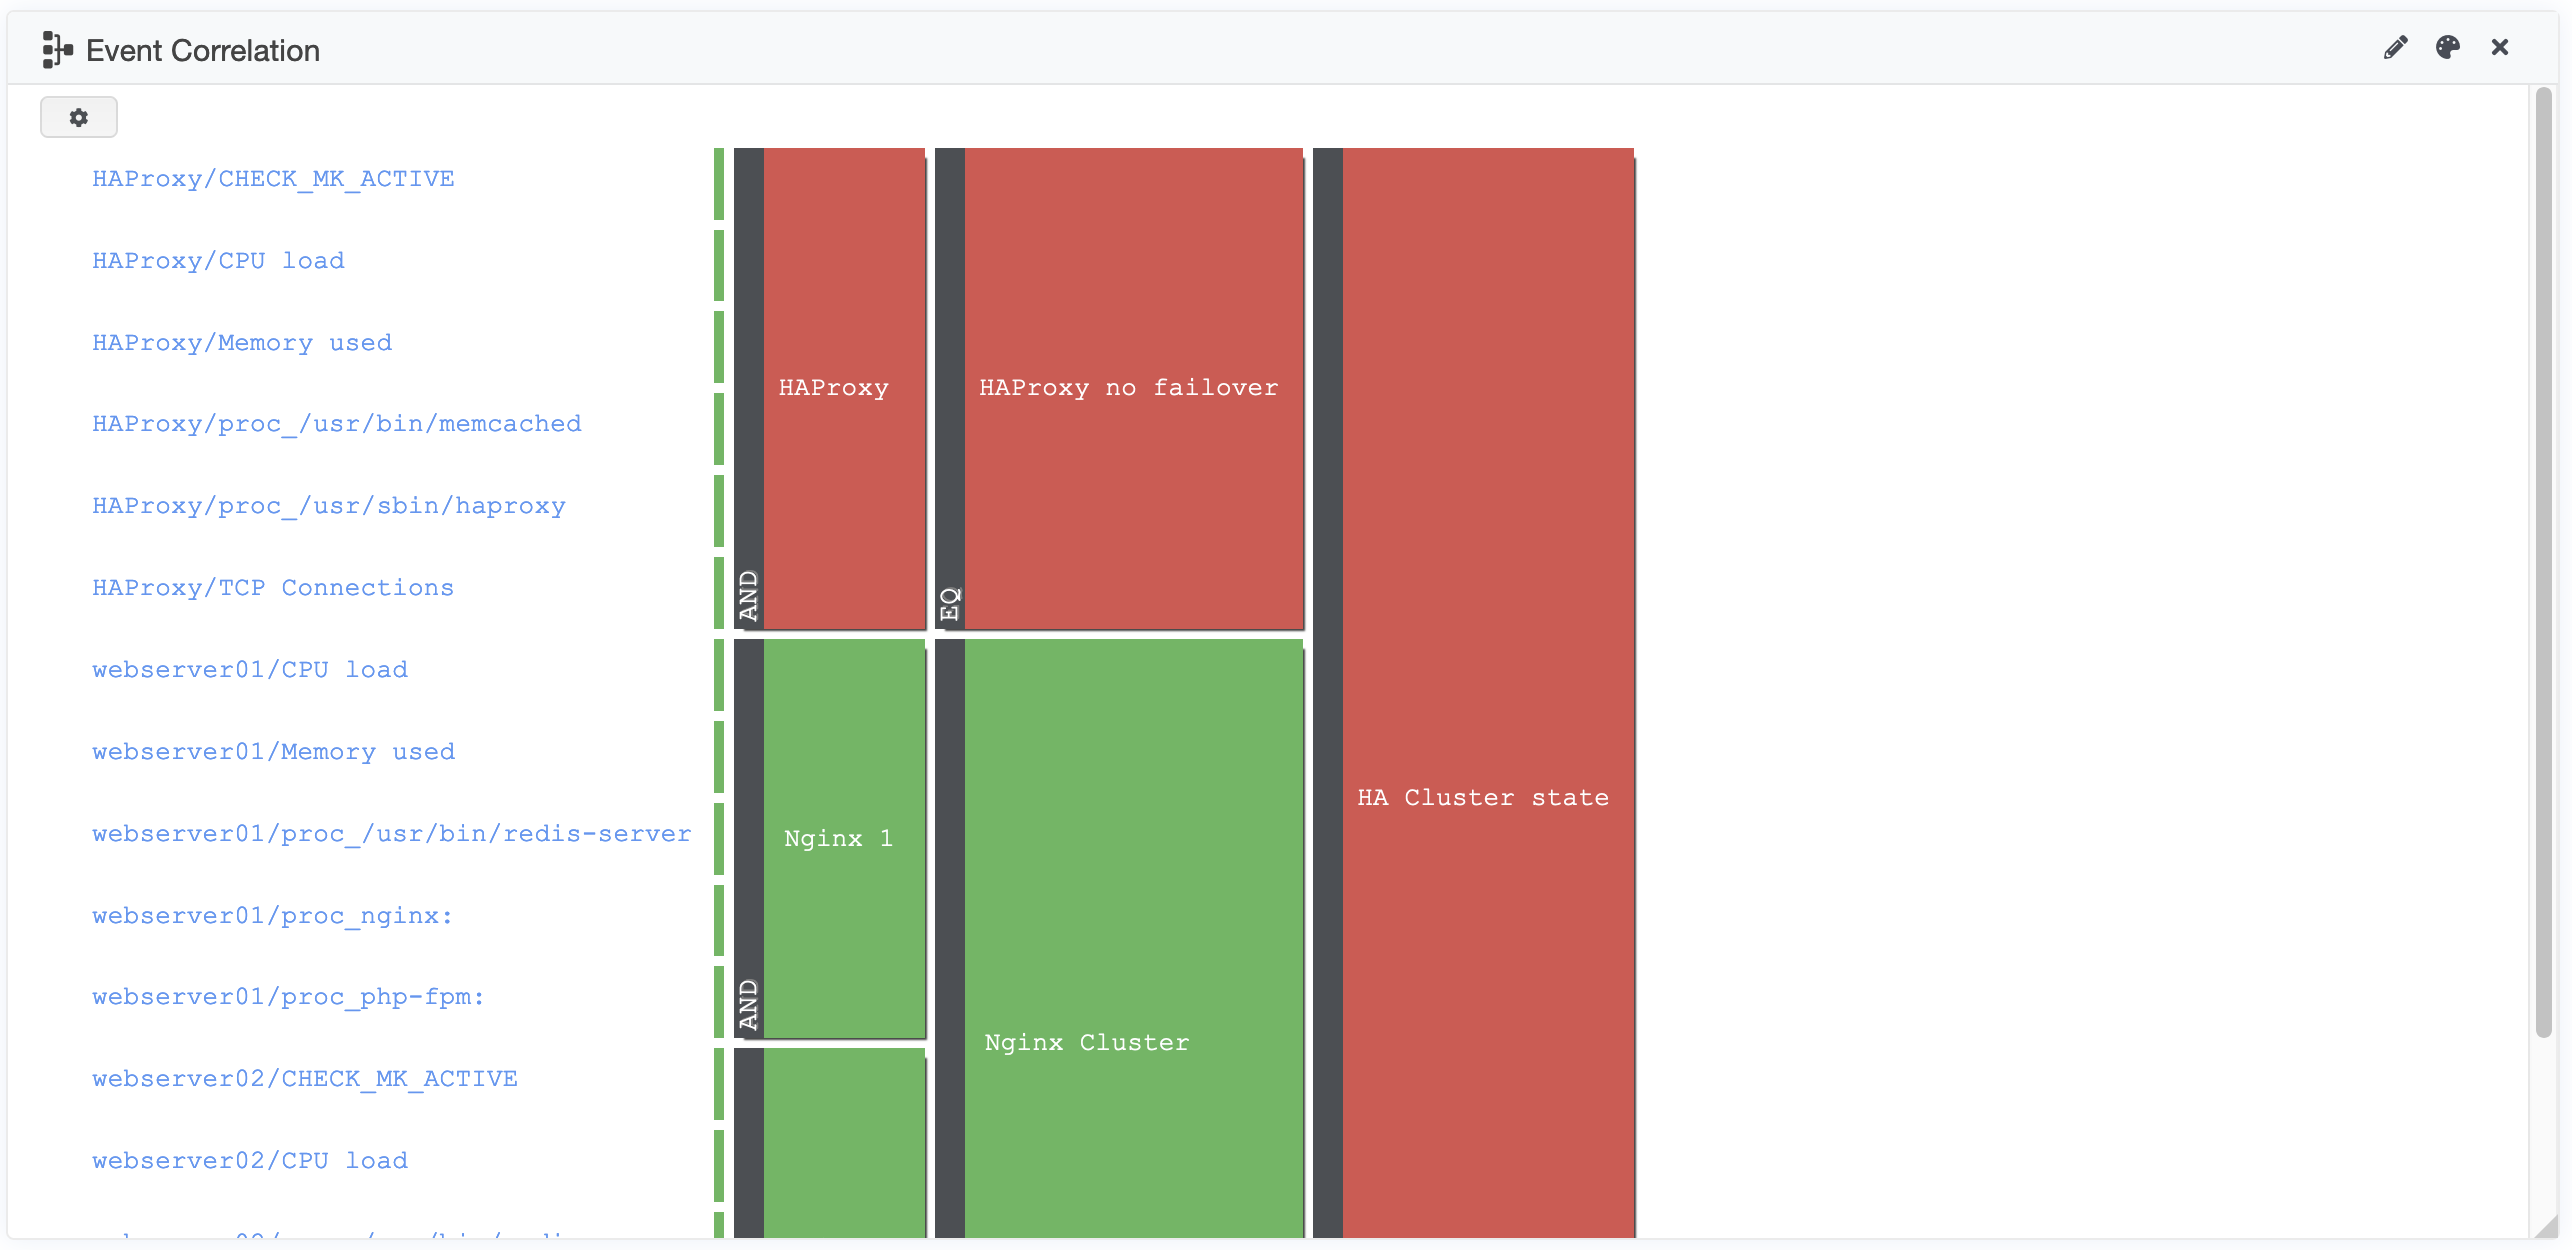 Event Correlation
HAProxy/CHECK_MK_ACTIVE
HAProxy/CPU load
HAProxy/Memory used
HAProxy/proc_/usr/bin/memcached
HAProxy/proc_/usr/sbin/haproxy
HAProxy/TCP Connections
webserver01/CPU load
webserver01/Memory used
webserver01/proc_/usr/bin/redis-server
webserver01/proc_nginx:
webserver01/proc_php-fpm:
webserver02/CHECK_MK_ACTIVE
webserver02/CPU load
AND
HAProxy
AND
Nginx 1
EQ
HAProxy no failover
Nginx Cluster
HA Cluster state